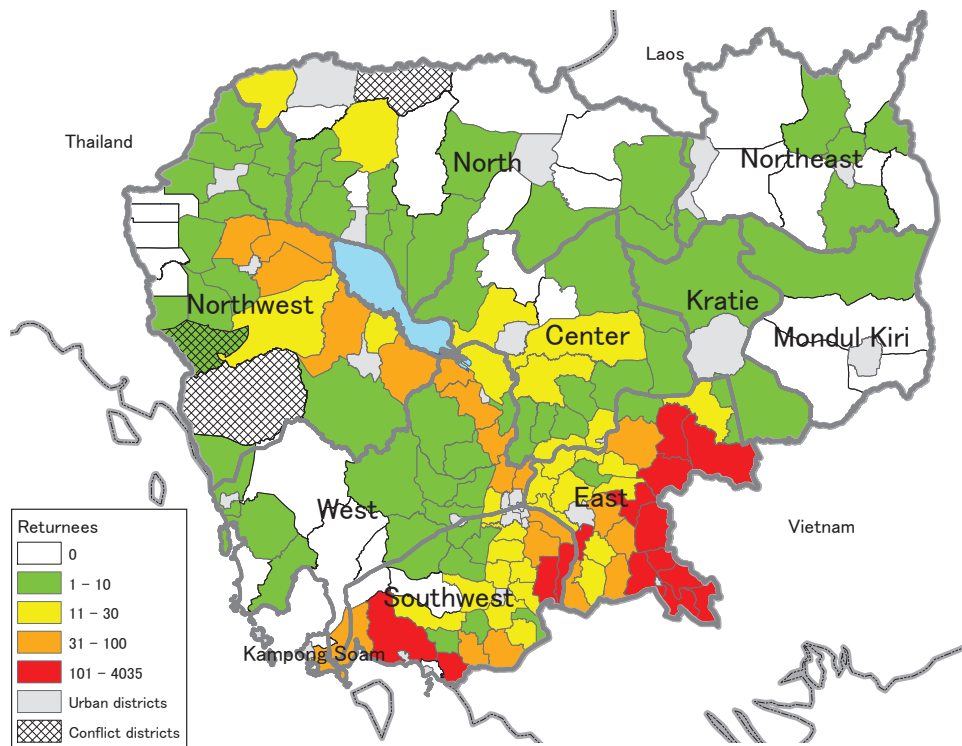 Laos
Thailand
North
Northeast
Northwest
Kratie
Center
Mondul Kiri
East
West
Vietnam
Southwest
Kampong Soam
Returnees
0
1 - 10
11 - 30
31 - 100
101 - 4035
Urban districts
Conflict districts